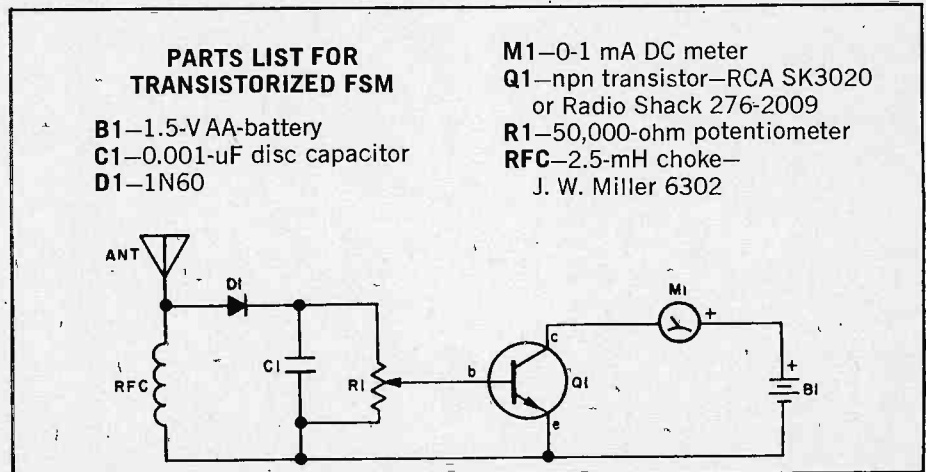 PARTS LIST FOR
TRANSISTORIZED FSM
B1—1.5-V AA-battery
C1—0.001-uF disc capacitor
D1—1N60
M1—0-1 mA DC meter
Q1—npn transistor—RCA SK3020
or Radio Shack 276-2009
R1—50,000-ohm potentiometer
RFC—2.5-mH choke—
J. W. Miller 6302
ANT
D1
RFC
C1
R1
b
c
e
Q1
M1
+
+
B1